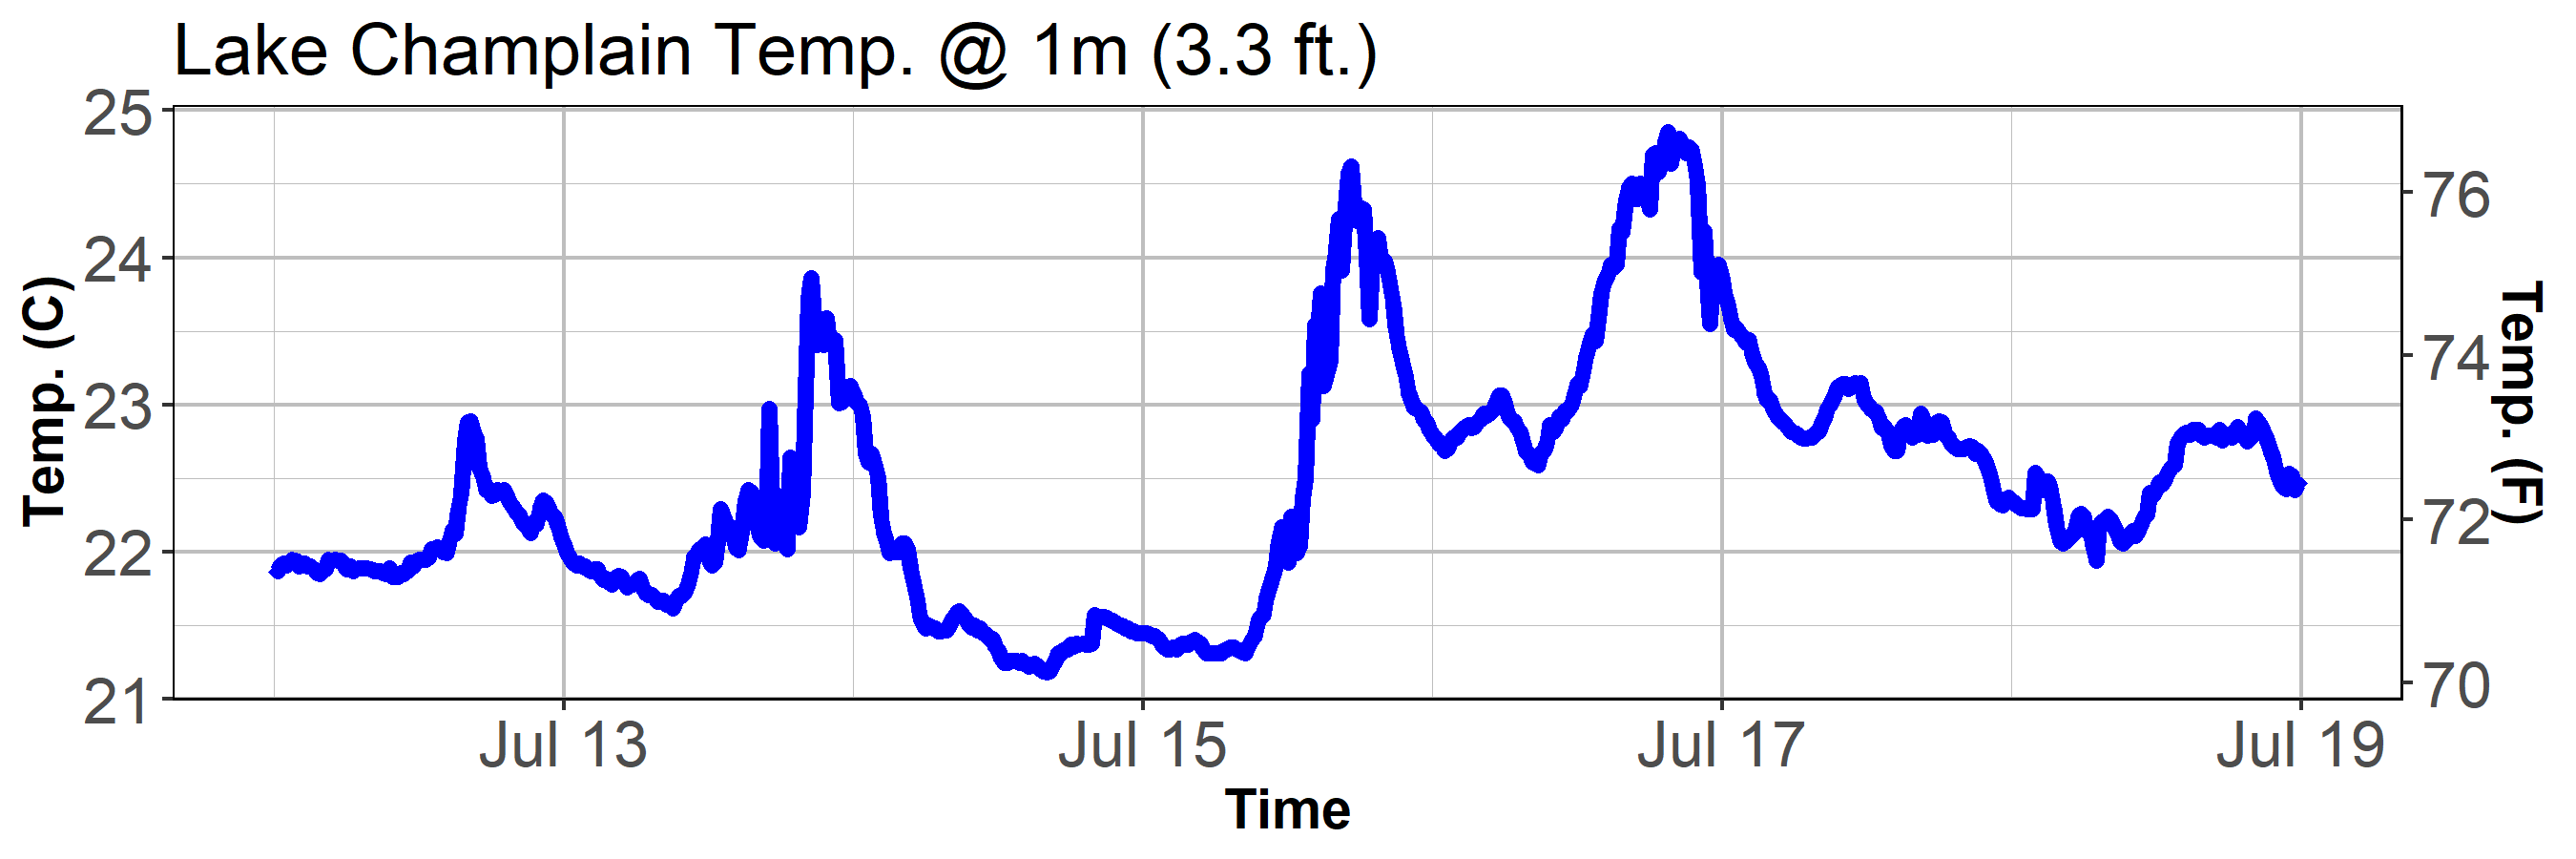 Lake Champlain Temp. @ 1m (3.3 ft.)
Temp. (C)
25
24
23
22
21
76
74
72
70
Temp. (F)
Jul 13 Jul 15 Jul 17 Jul 19
Time